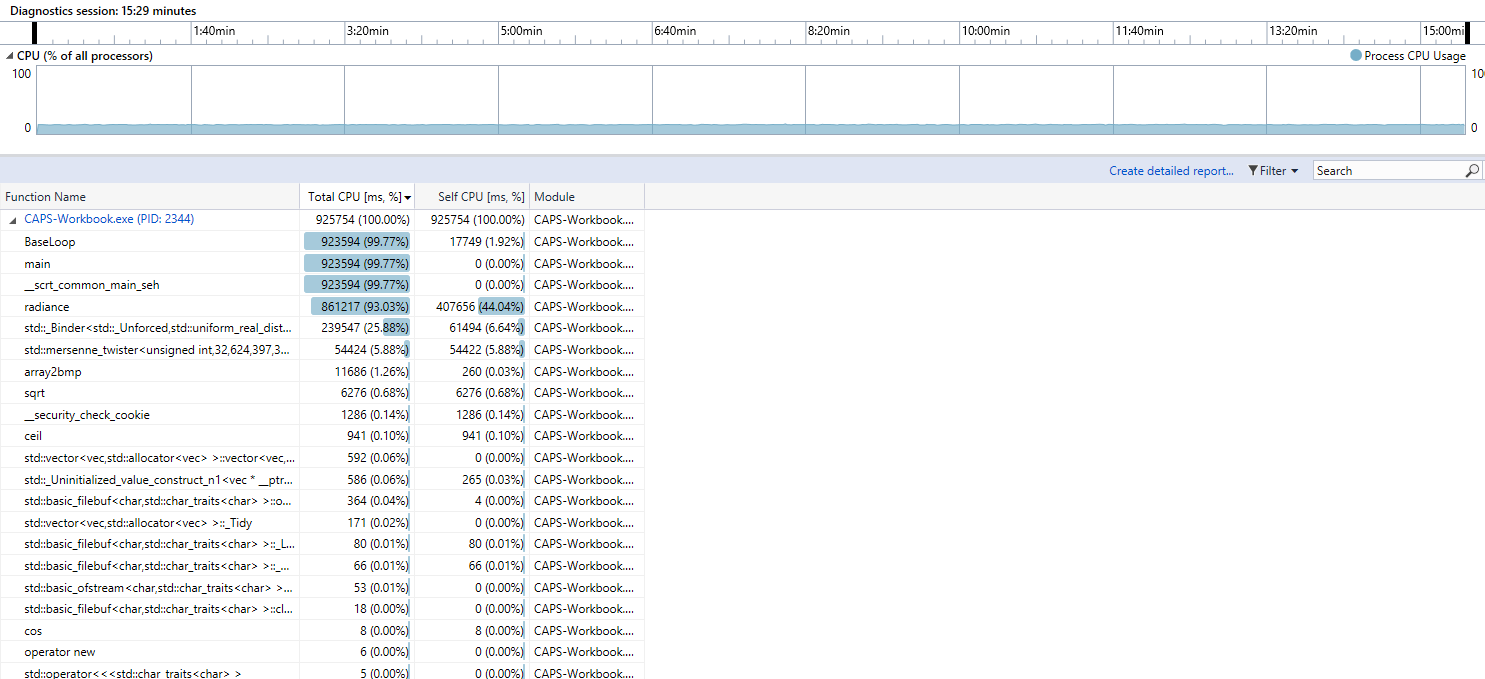 Diagnostics session: 15:29 minutes
1:40min 3:20min 5:00min 6:40min 8:20min 10:00min 11:40min 13:20min 15:00mi
CPU (% of all processors) Process CPU Usage
100 100
0 0
Create detailed report... Filter Search
Function Name Total CPU [ms, %] Self CPU [ms, %] Module
CAPS-Workbook.exe (PID: 2344) 925754 (100.00%) 925754 (100.00%) CAPS-Workbook....
BaseLoop 923594 (99.77%) 17749 (1.92%) CAPS-Workbook....
main 923594 (99.77%) 0 (0.00%) CAPS-Workbook....
__scrt_common_main_seh 923594 (99.77%) 0 (0.00%) CAPS-Workbook....
radiance 861217 (93.03%) 407656 (44.04%) CAPS-Workbook....
std::_Binder<std::_Unforced,std::uniform_real_dist... 239547 (25.88%) 61494 (6.64%) CAPS-Workbook....
std::mersenne_twister<unsigned int,32,624,397,3... 54424 (5.88%) 54422 (5.88%) CAPS-Workbook....
array2bmp 11686 (1.26%) 260 (0.03%) CAPS-Workbook....
sqrt 6276 (0.68%) 6276 (0.68%) CAPS-Workbook....
__security_check_cookie 1286 (0.14%) 1286 (0.14%) CAPS-Workbook....
ceil 941 (0.10%) 941 (0.10%) CAPS-Workbook....
std::vector<vec,std::allocator<vec> >::vector<vec,... 592 (0.06%) 0 (0.00%) CAPS-Workbook....
std::_Uninitialized_value_construct_n1<vec * __ptr... 586 (0.06%) 265 (0.03%) CAPS-Workbook....
std::basic_filebuf<char,std::char_traits<char> >::o... 364 (0.04%) 4 (0.00%) CAPS-Workbook....
std::vector<vec,std::allocator<vec> >::_Tidy 171 (0.02%) 0 (0.00%) CAPS-Workbook....
std::basic_filebuf<char,std::char_traits<char> >::_L... 80 (0.01%) 80 (0.01%) CAPS-Workbook....
std::basic_filebuf<char,std::char_traits<char> >::_... 66 (0.01%) 66 (0.01%) CAPS-Workbook....
std::basic_ofstream<char,std::char_traits<char> >... 53 (0.01%) 0 (0.00%) CAPS-Workbook....
std::basic_filebuf<char,std::char_traits<char> >::cl... 18 (0.00%) 0 (0.00%) CAPS-Workbook....
cos 8 (0.00%) 8 (0.00%) CAPS-Workbook....
operator new 6 (0.00%) 0 (0.00%) CAPS-Workbook....
std::operator<<<std::char_traits<char> > 5 (0.00%) 0 (0.00%) CAPS-Workbook....